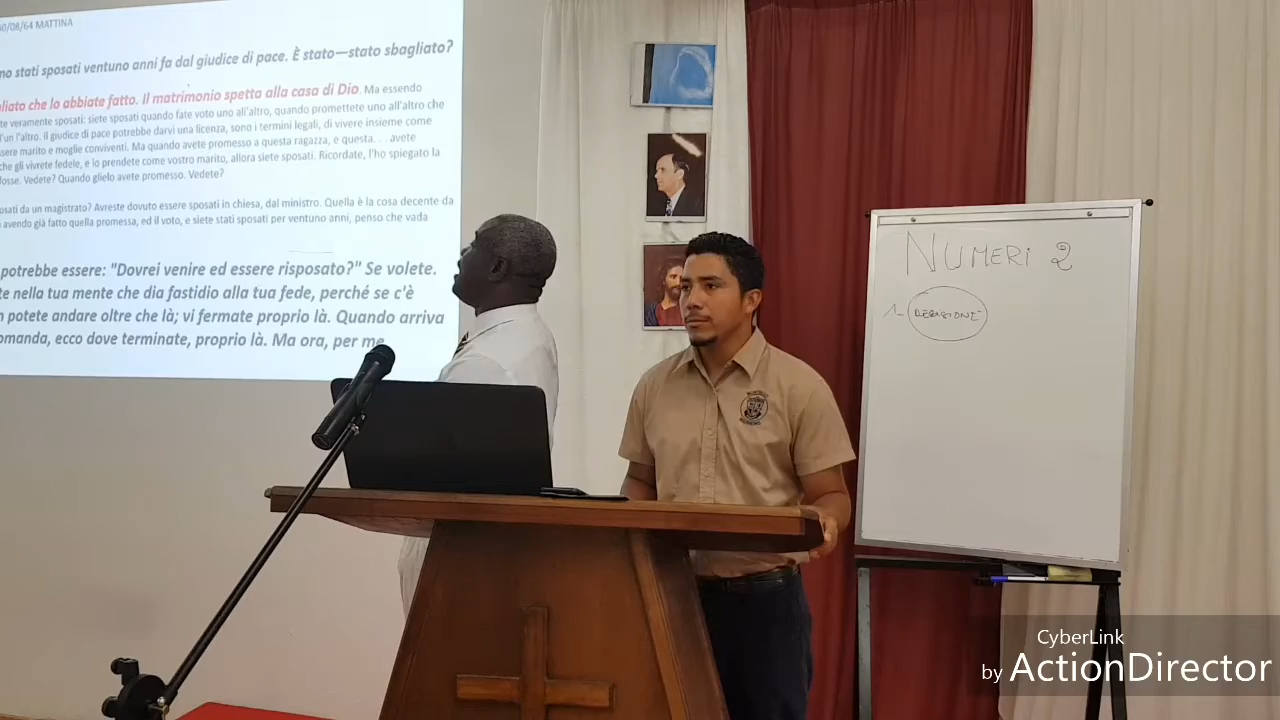 30/08/64 MATTINA
no stati sposati ventuno anni fa dal giudice di pace. È stato—stato sbagliato?
gliato che lo abbiate fatto. Il matrimonio spetta alla casa di Dio. Ma essendo
te veramente sposati: siete sposati quando fate voto uno all'altro, quando promettete uno all'altro che
l'un l'altro. Il giudice di pace potrebbe darvi una licenza, sono i termini legali, di vivere insieme come
ssere marito e moglie conviventi. Ma quando avete promesso a questa ragazza, e questa. . . avete
che gli vivrete fedele, e lo prendete come vostro marito, allora siete sposati. Ricordate, l'ho spiegato la
fosse. Vedete? Quando glielo avete promesso. Vedete?
osati da un magistrato? Avreste dovuto essere sposati in chiesa, dal ministro. Quella è la cosa decente da
avendo già fatto quella promessa, ed il voto, e siete stati sposati per ventuno anni, penso che vada
potrebbe essere: "Dovrei venire ed essere risposato?" Se volete.
te nella tua mente che dia fastidio alla tua fede, perché se c'è
n potete andare oltre che là; vi fermate proprio là. Quando arriva
omanda, ecco dove terminate, proprio là. Ma ora, per me
NUMERI 2
1-
CyberLink
by ActionDirector